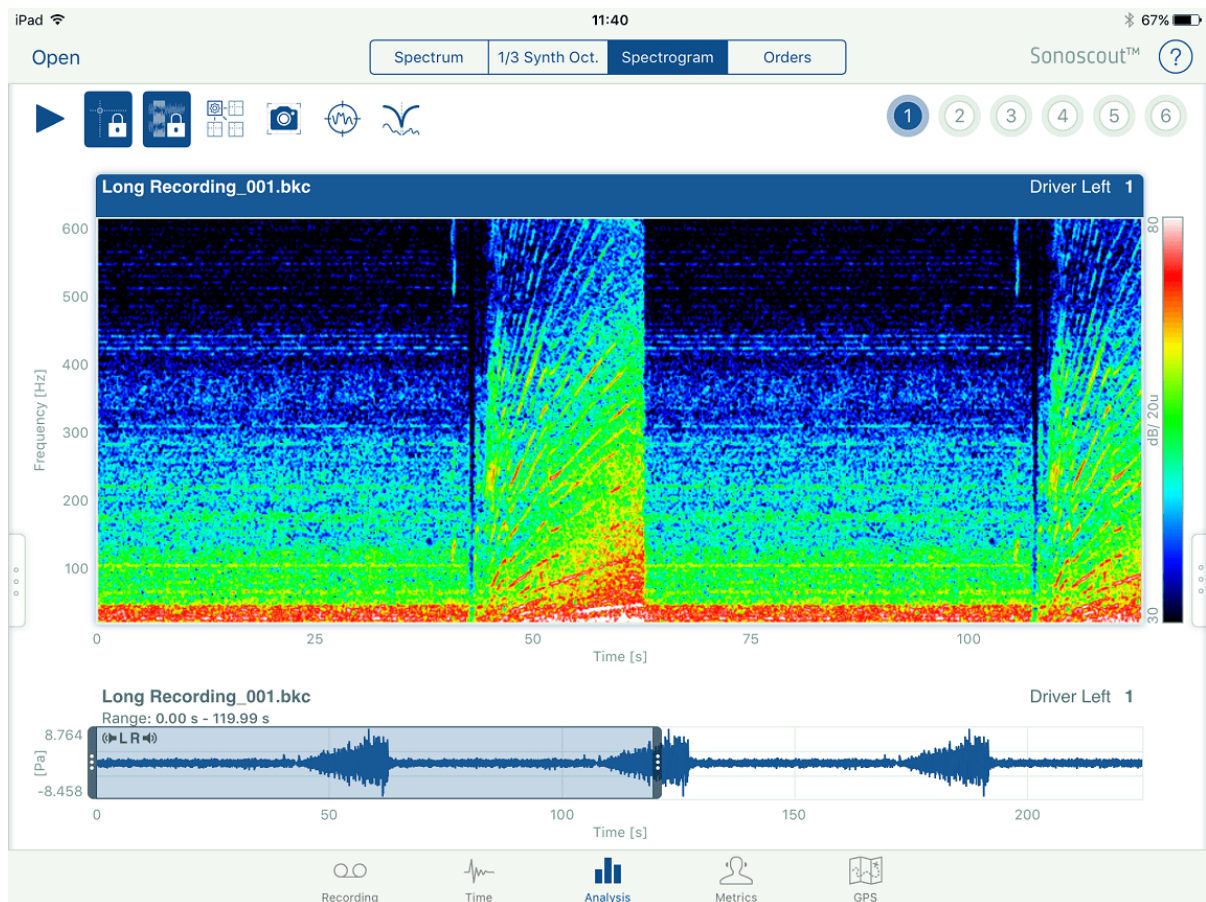 iPad 11:40 67%
Open Spectrum 1/3 Synth Oct. Spectrogram Orders Sonoscout™ ?
1 2 3 4 5 6
Long Recording_001.bkc Driver Left 1
600
500
400
300
200
100
Frequency [Hz]
80
dB/ 20u
30
0 25 50 75 100
Time [s]
Long Recording_001.bkc Driver Left 1
Range: 0.00 s - 119.99 s
8.764
L R
[Pa]
-8.458
0 50 100 150 200
Time [s]
Recording Time Analysis Metrics GPS